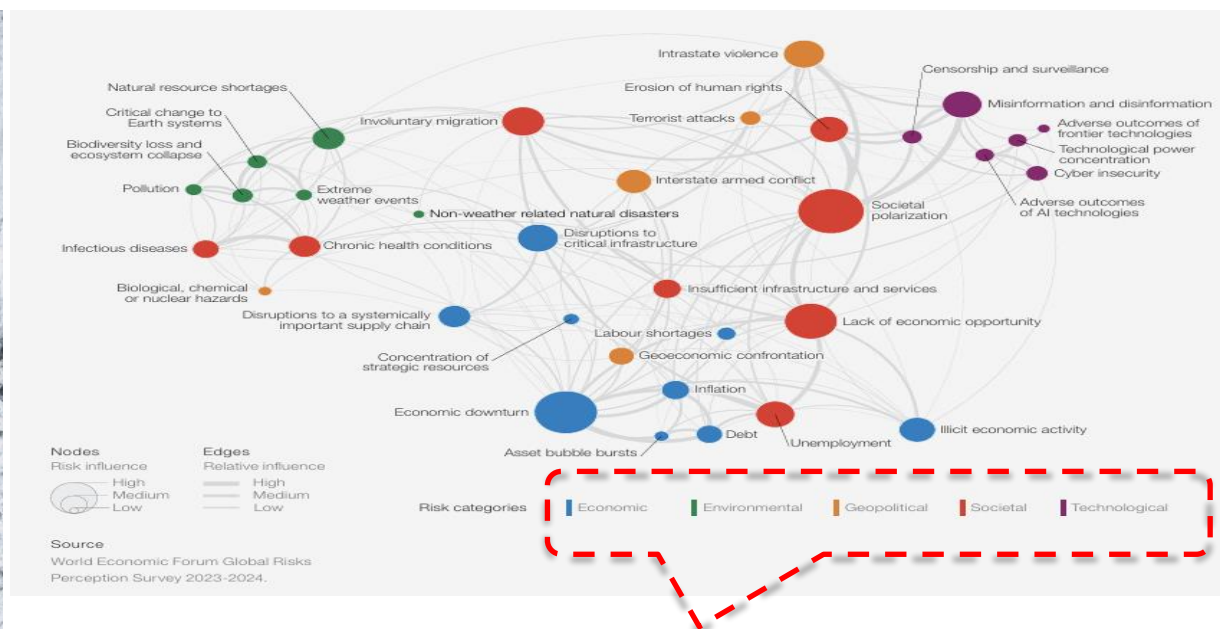 Intrastate violence
Censorship and surveillance
Natural resource shortages
Erosion of human rights
Misinformation and disinformation
Critical change to
Earth systems
Involuntary migration
Terrorist attacks
Adverse outcomes of
frontier technologies
Biodiversity loss and
ecosystem collapse
Technological power
concentration
Pollution
Extreme
weather events
Interstate armed conflict
Cyber insecurity
Societal
polarization
Adverse outcomes
of AI technologies
Non-weather related natural disasters
Infectious diseases
Chronic health conditions
Disruptions to
critical infrastructure
Biological, chemical
or nuclear hazards
Insufficient infrastructure and services
Disruptions to a systemically
important supply chain
Labour shortages
Lack of economic opportunity
Concentration of
strategic resources
Geoeconomic confrontation
Inflation
Economic downturn
Debt
Unemployment
Illicit economic activity
Asset bubble bursts
Nodes
Risk influence
High
Medium
Low
Edges
Relative influence
High
Medium
Low
Risk categories
Economic
Environmental
Geopolitical
Societal
Technological
Source
World Economic Forum Global Risks
Perception Survey 2023-2024.